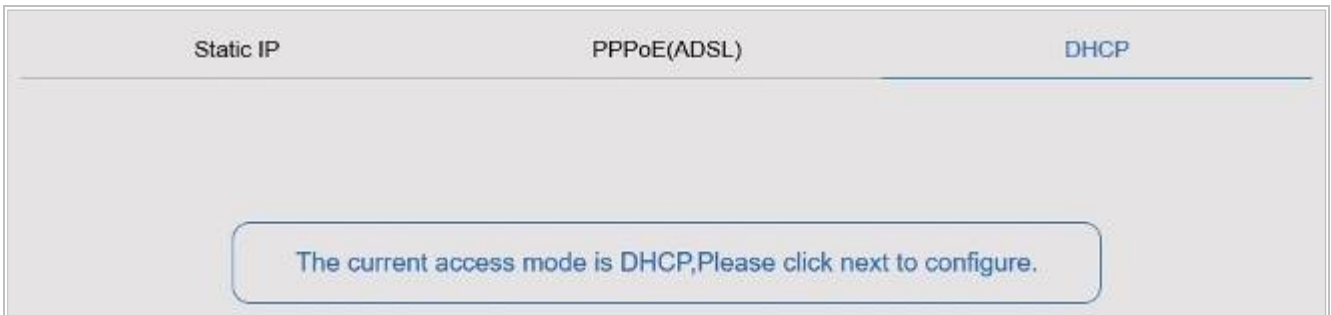 Static IP PPPoE(ADSL) DHCP
The current access mode is DHCP,Please click next to configure.